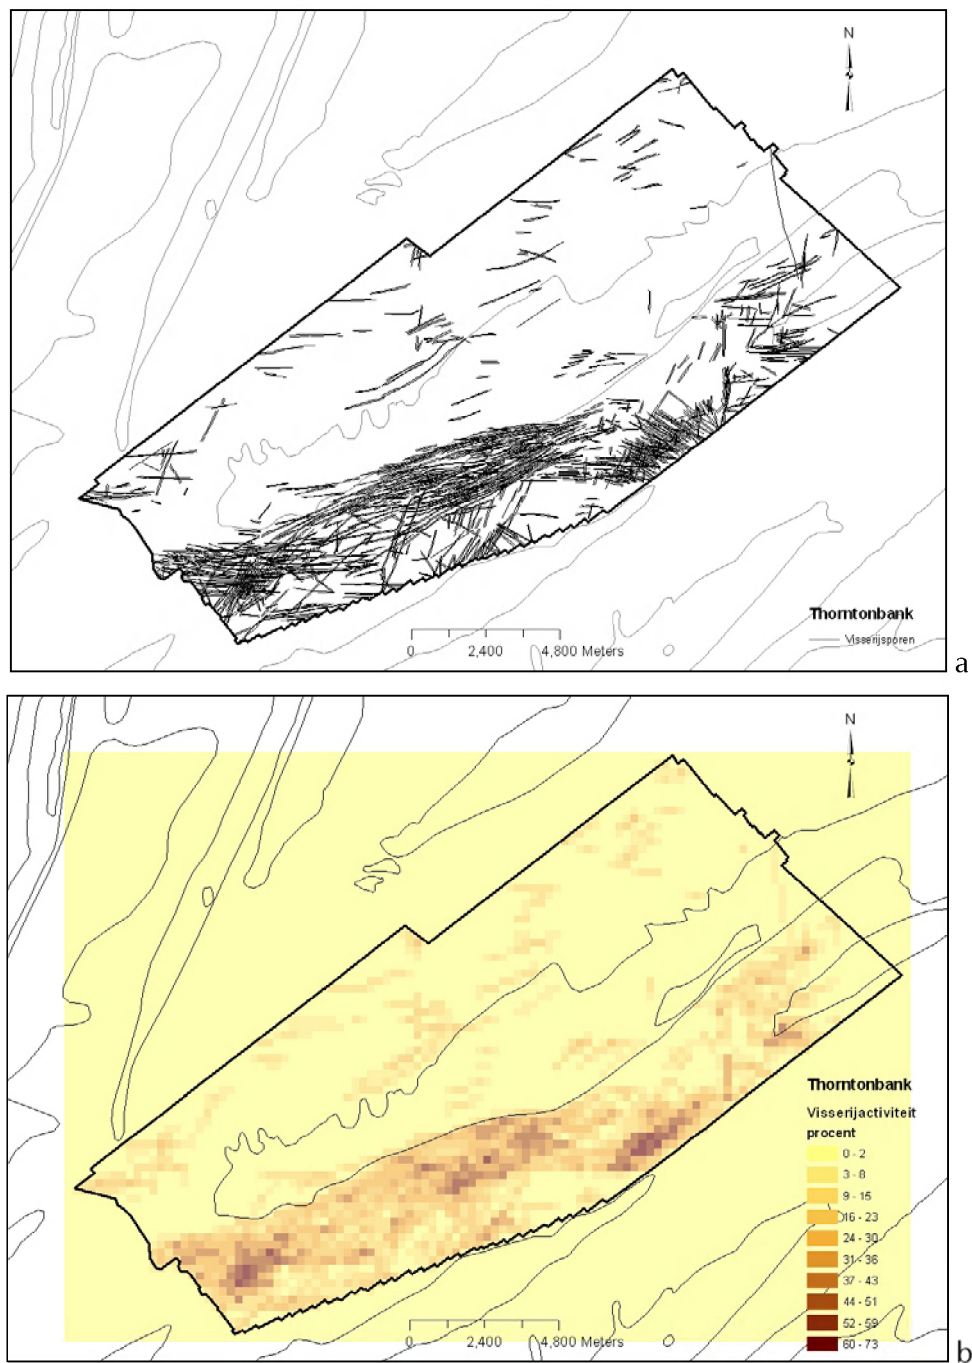 N
Thorntonbank
Visserijsporen
0 2,400 4,800 Meters
a
N
Thorntonbank
Visserijactiviteit
procent
0 - 2
3 - 8
9 - 15
16 - 23
24 - 30
31 - 36
37 - 43
44 - 51
52 - 59
60 - 73
0 2,400 4,800 Meters
b